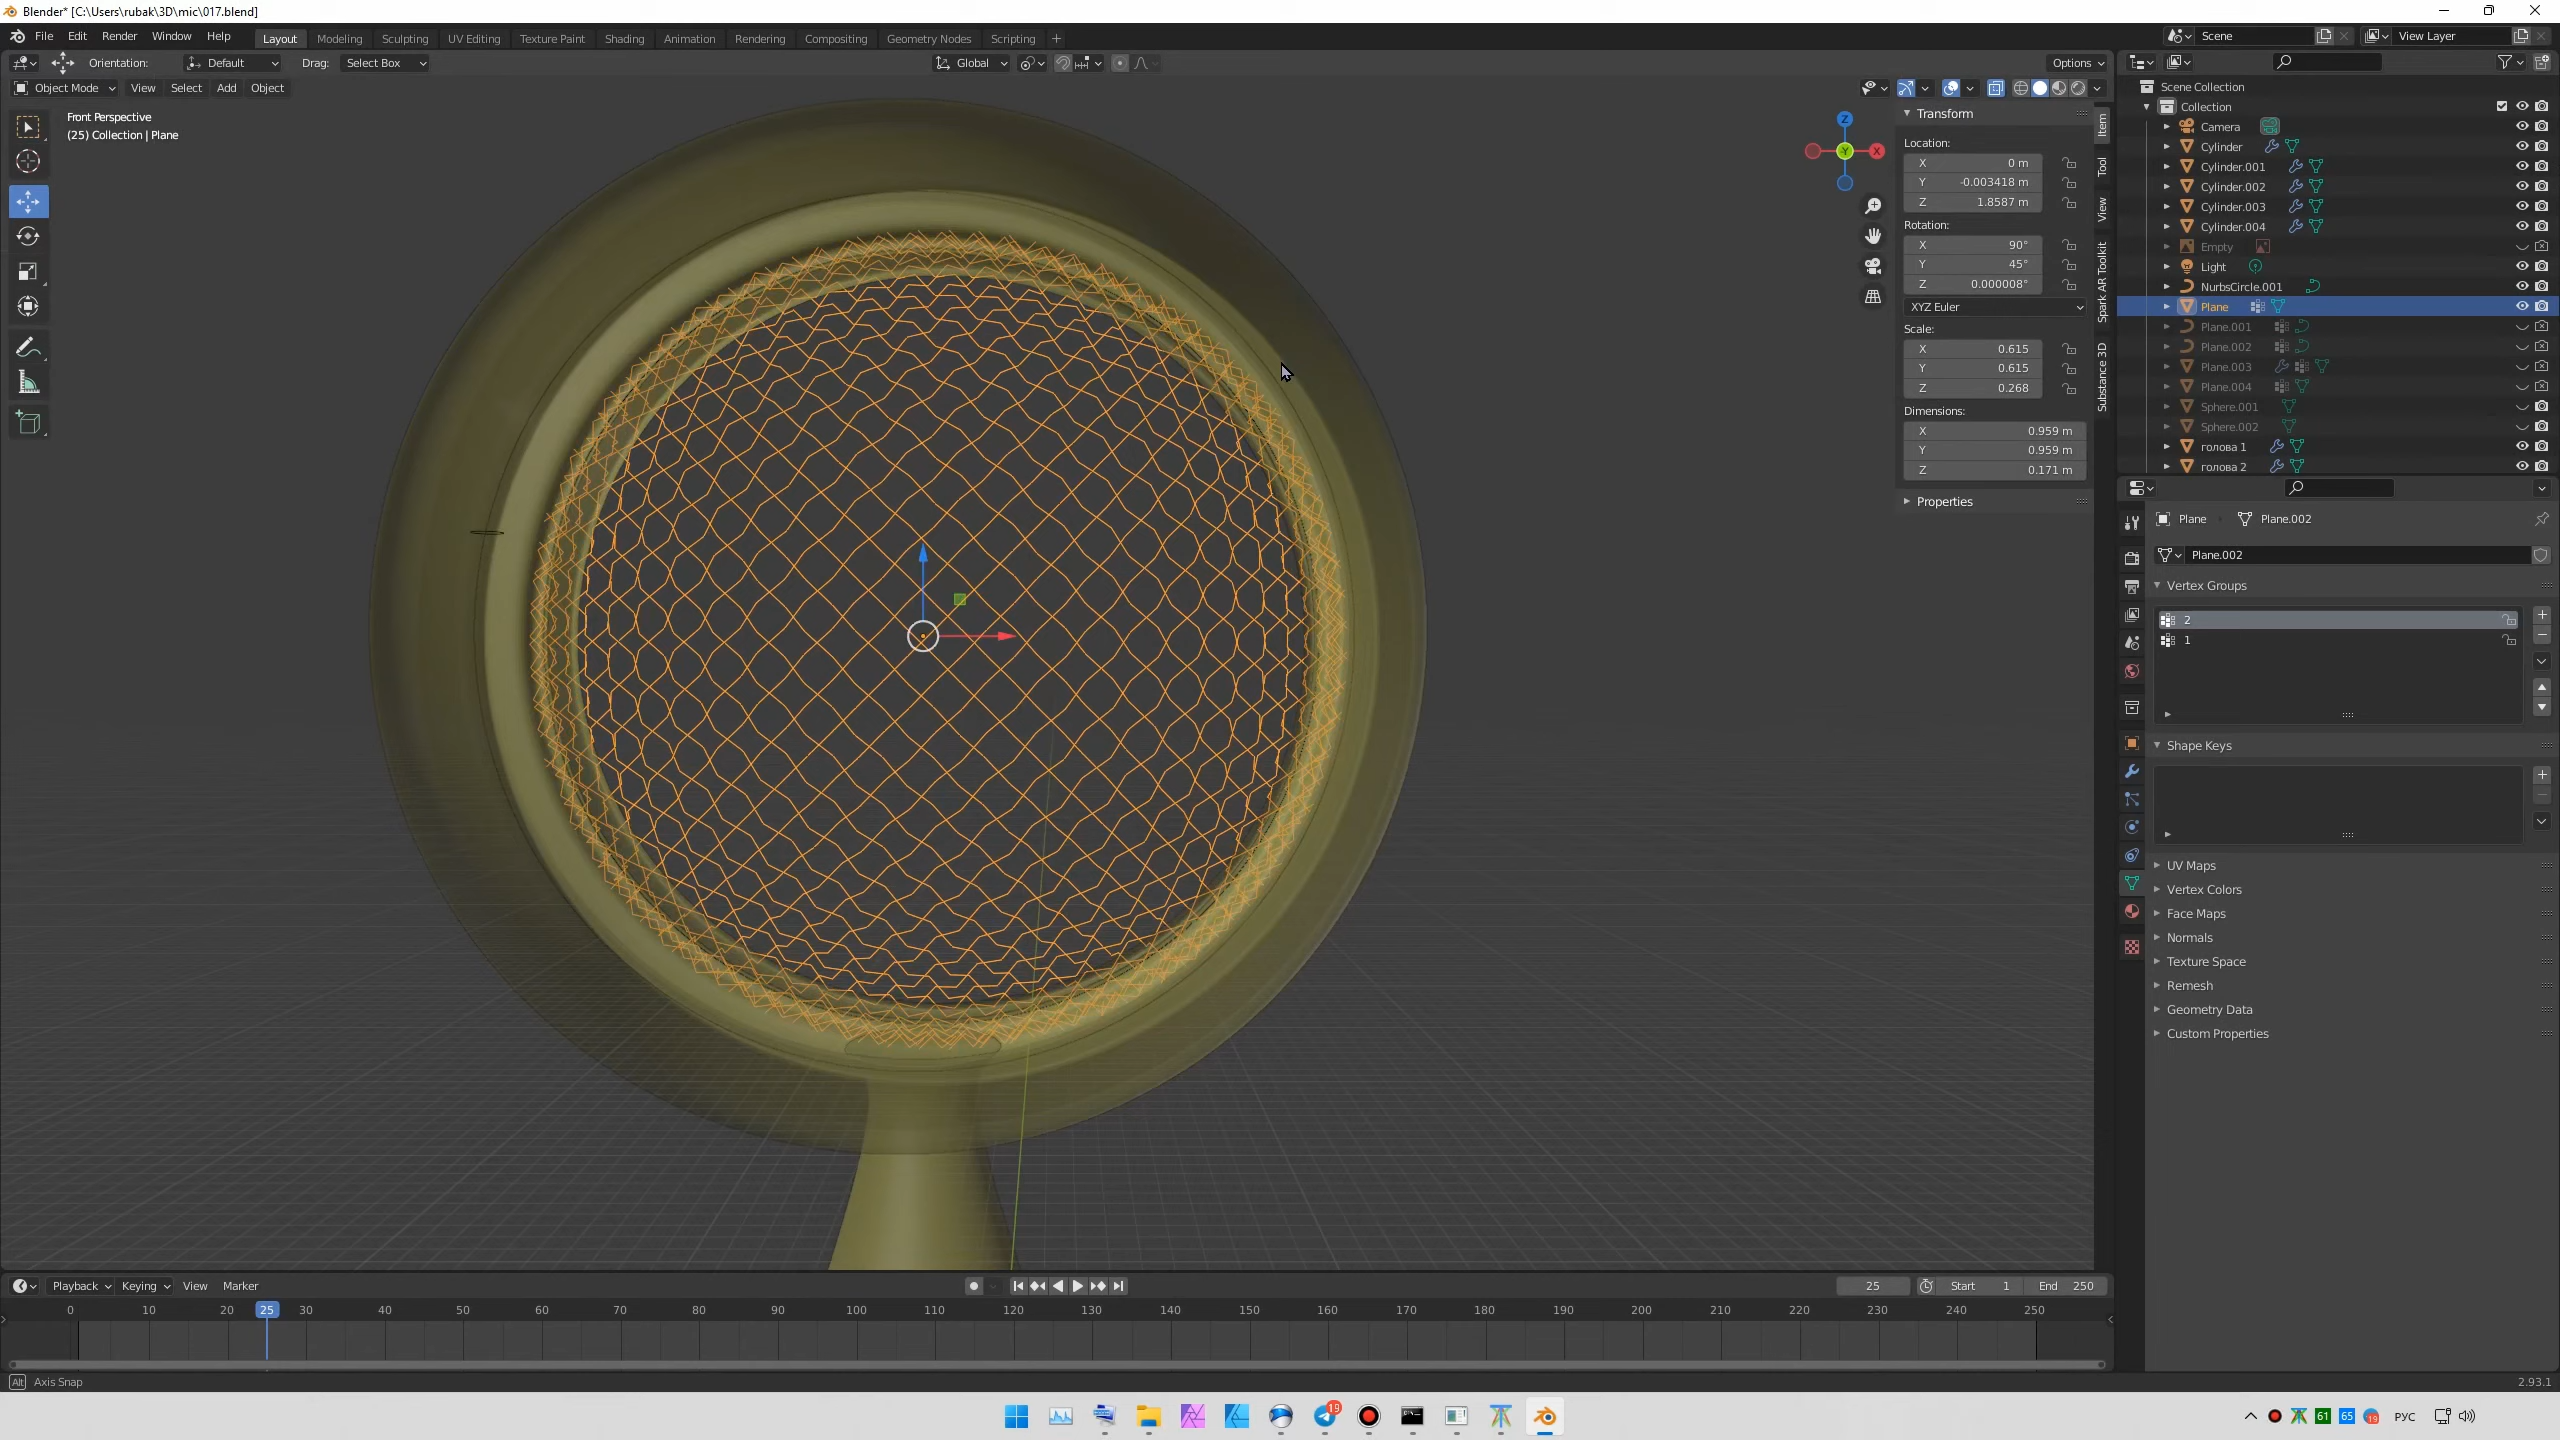 Blender* [C:\Users\rubak\3D\mic\017.blend]
File Edit Render Window Help Layout Modeling Sculpting UV Editing Texture Paint Shading Animation Rendering Compositing Geometry Nodes Scripting +
Scene View Layer
Orientation: Default Drag: Select Box Global Options
Object Mode View Select Add Object
Front Perspective
(25) Collection | Plane
Z
Y
X
Transform
Location:
X 0 m
Y -0.003418 m
Z 1.8587 m
Rotation:
X 90°
Y 45°
Z 0.000008°
XYZ Euler
Scale:
X 0.615
Y 0.615
Z 0.268
Dimensions:
X 0.959 m
Y 0.959 m
Z 0.171 m
Properties
Item
Tool
View
Spark AR Toolkit
Substance 3D
Scene Collection
Collection
Camera
Cylinder
Cylinder.001
Cylinder.002
Cylinder.003
Cylinder.004
Empty
Light
NurbsCircle.001
Plane
Plane.001
Plane.002
Plane.003
Plane.004
Sphere.001
Sphere.002
голова 1
голова 2
Plane Plane.002
Plane.002
Vertex Groups
2
1
Shape Keys
UV Maps
Vertex Colors
Face Maps
Normals
Texture Space
Remesh
Geometry Data
Custom Properties
Playback Keying View Marker 25 Start 1 End 250
0 10 20 25 30 40 50 60 70 80 90 100 110 120 130 140 150 160 170 180 190 200 210 220 230 240 250
Alt Axis Snap 2.93.1
19 61 65 19 РУС